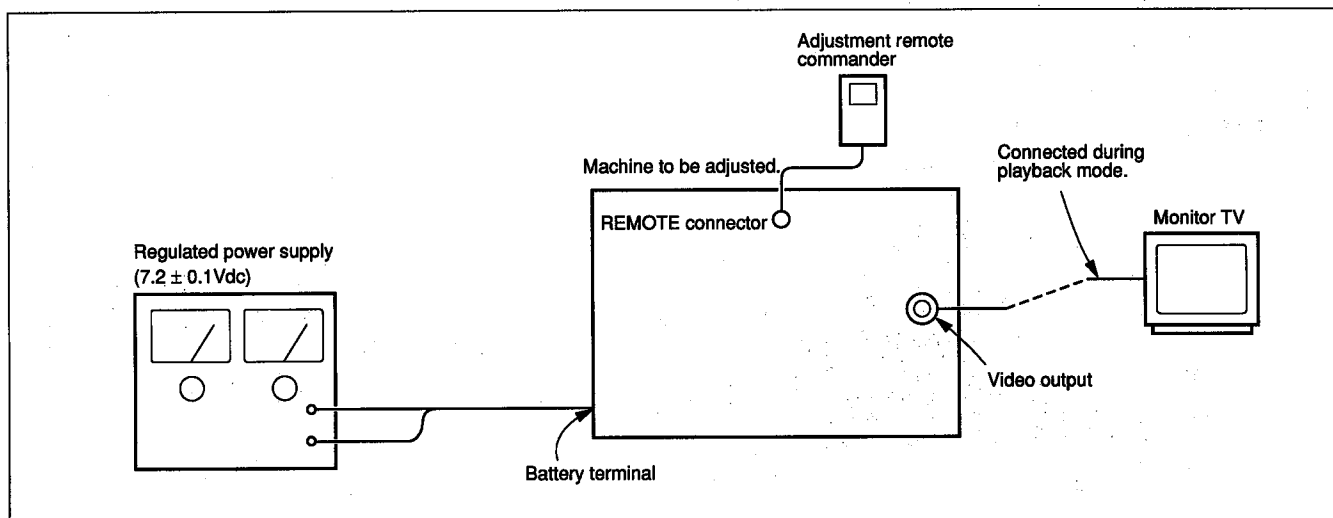 Adjustment remote
commander
Machine to be adjusted.
Connected during
playback mode.
REMOTE connector
Monitor TV
Regulated power supply
(7.2 ± 0.1Vdc)
Video output
Battery terminal